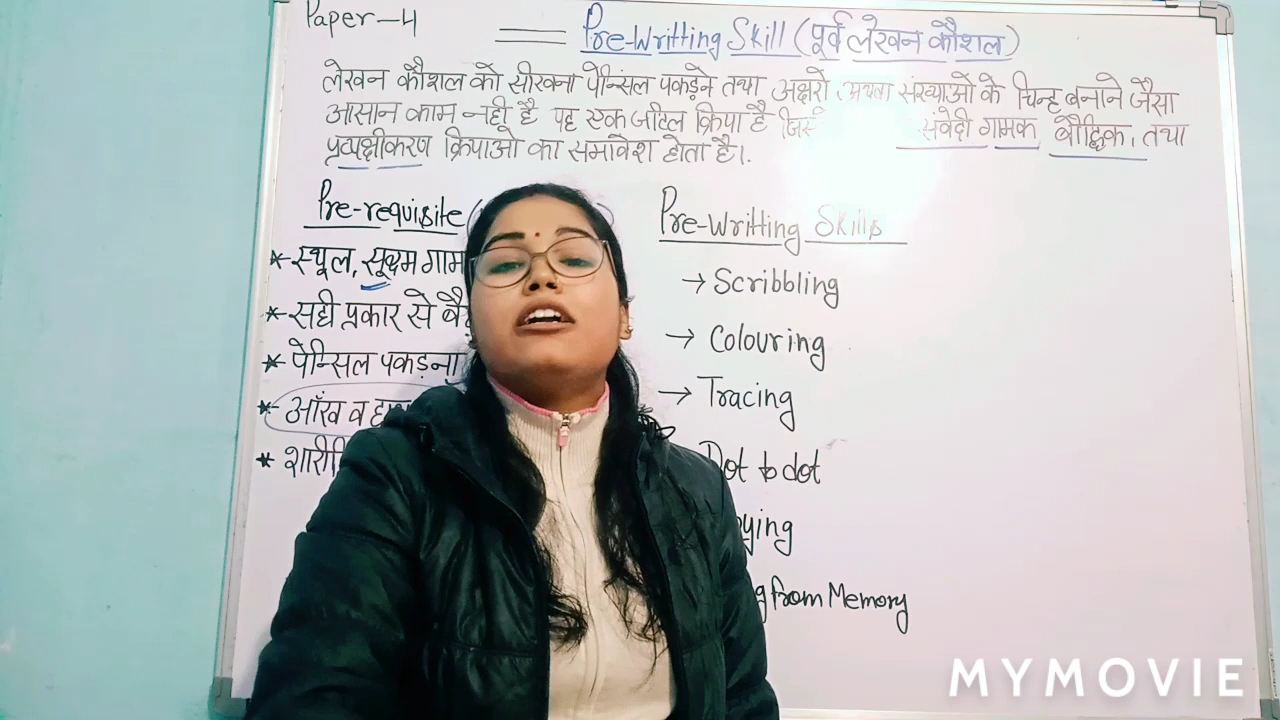 Paper-4
Pre-Writting Skill (पूर्व लेखन कौशल)
लेखन कौशल को सीखना पेन्सिल पकड़ने तथा अक्षरो अथवा संख्याओ के चिन्ह बनाने जैसा
आसान काम नही है यह एक जटिल क्रिया है संवेदी गामक बौद्धिक, तथा
प्रत्यक्षीकरण क्रियाओ का समावेश होता है।.
Pre-requisite
* स्थूल, सूक्ष्म
* सही प्रकार से
* पेन्सिल पकड़ना
* आँख व
Pre-Writting Skills
→ Scribbling
→ Colouring
→ Tracing
Dot to dot
from Memory
MYMOVIE